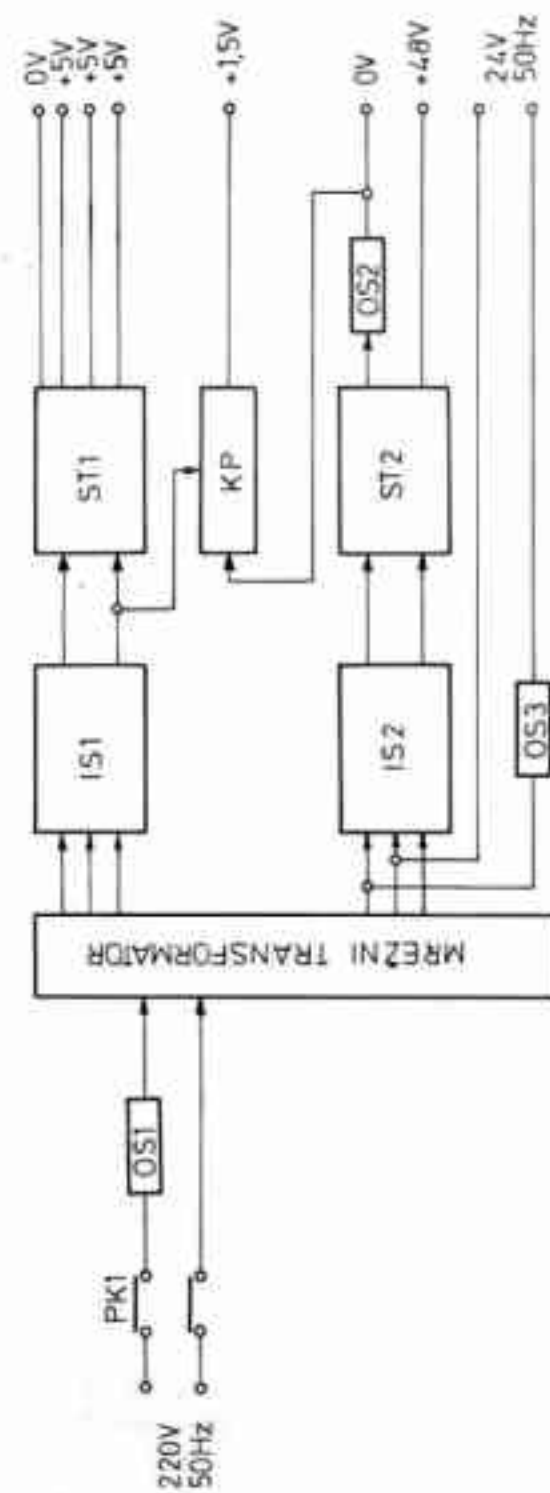 220V
50Hz
PK1
OS1
MREŽNI TRANSFORMATOR
IS1
ST1
0V
+5V
+5V
+5V
KP
+1,5V
IS2
ST2
OS2
0V
+48V
OS3
24V
50Hz